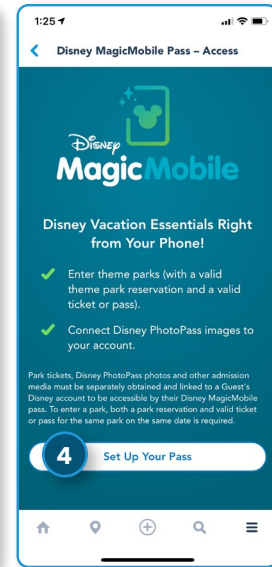 1:25
Disney MagicMobile Pass – Access
Disney
MagicMobile
Disney Vacation Essentials Right
from Your Phone!
Enter theme parks (with a valid
theme park reservation and a valid
ticket or pass).
Connect Disney PhotoPass images to
your account.
Park tickets, Disney PhotoPass photos and other admission
media must be separately obtained and linked to a Guest's
Disney account to be accessible by their Disney MagicMobile
pass. To enter a park, both a park reservation and valid ticket
or pass for the same park on the same date is required.
4 Set Up Your Pass